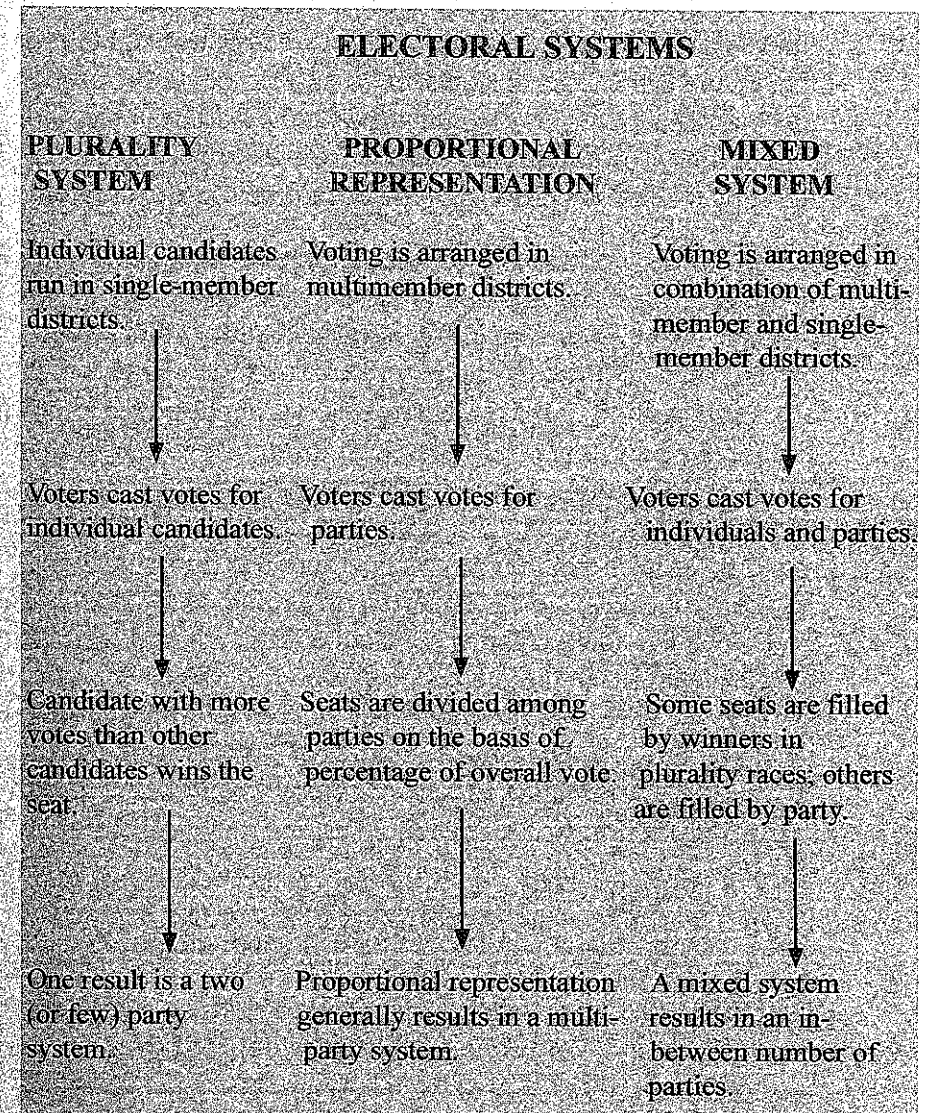 ELECTORAL SYSTEMS
PLURALITY
SYSTEM
Individual candidates
run in single-member
districts.
Voters cast votes for
individual candidates.
Candidate with more
votes than other
candidates wins the
seat.
One result is a two
(or few) party
system.
PROPORTIONAL
REPRESENTATION
Voting is arranged in
multimember districts.
Voters cast votes for
parties.
Seats are divided among
parties on the basis of
percentage of overall vote.
Proportional representation
generally results in a multi-
party system.
MIXED
SYSTEM
Voting is arranged in
combination of multi-
member and single-
member districts.
Voters cast votes for
individuals and parties.
Some seats are filled
by winners in
plurality races; others
are filled by party.
A mixed system
results in an in-
between number of
parties.